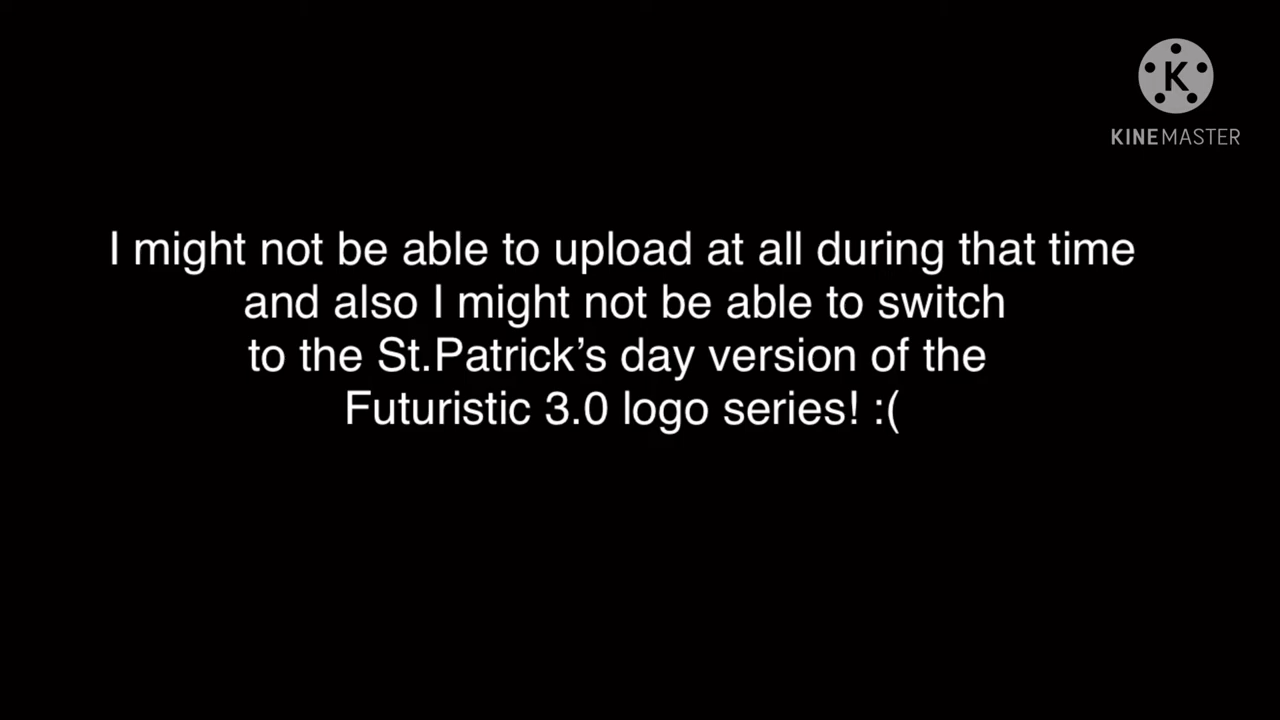 K
KINEMASTER
I might not be able to upload at all during that time
and also I might not be able to switch
to the St.Patrick’s day version of the
Futuristic 3.0 logo series! :(